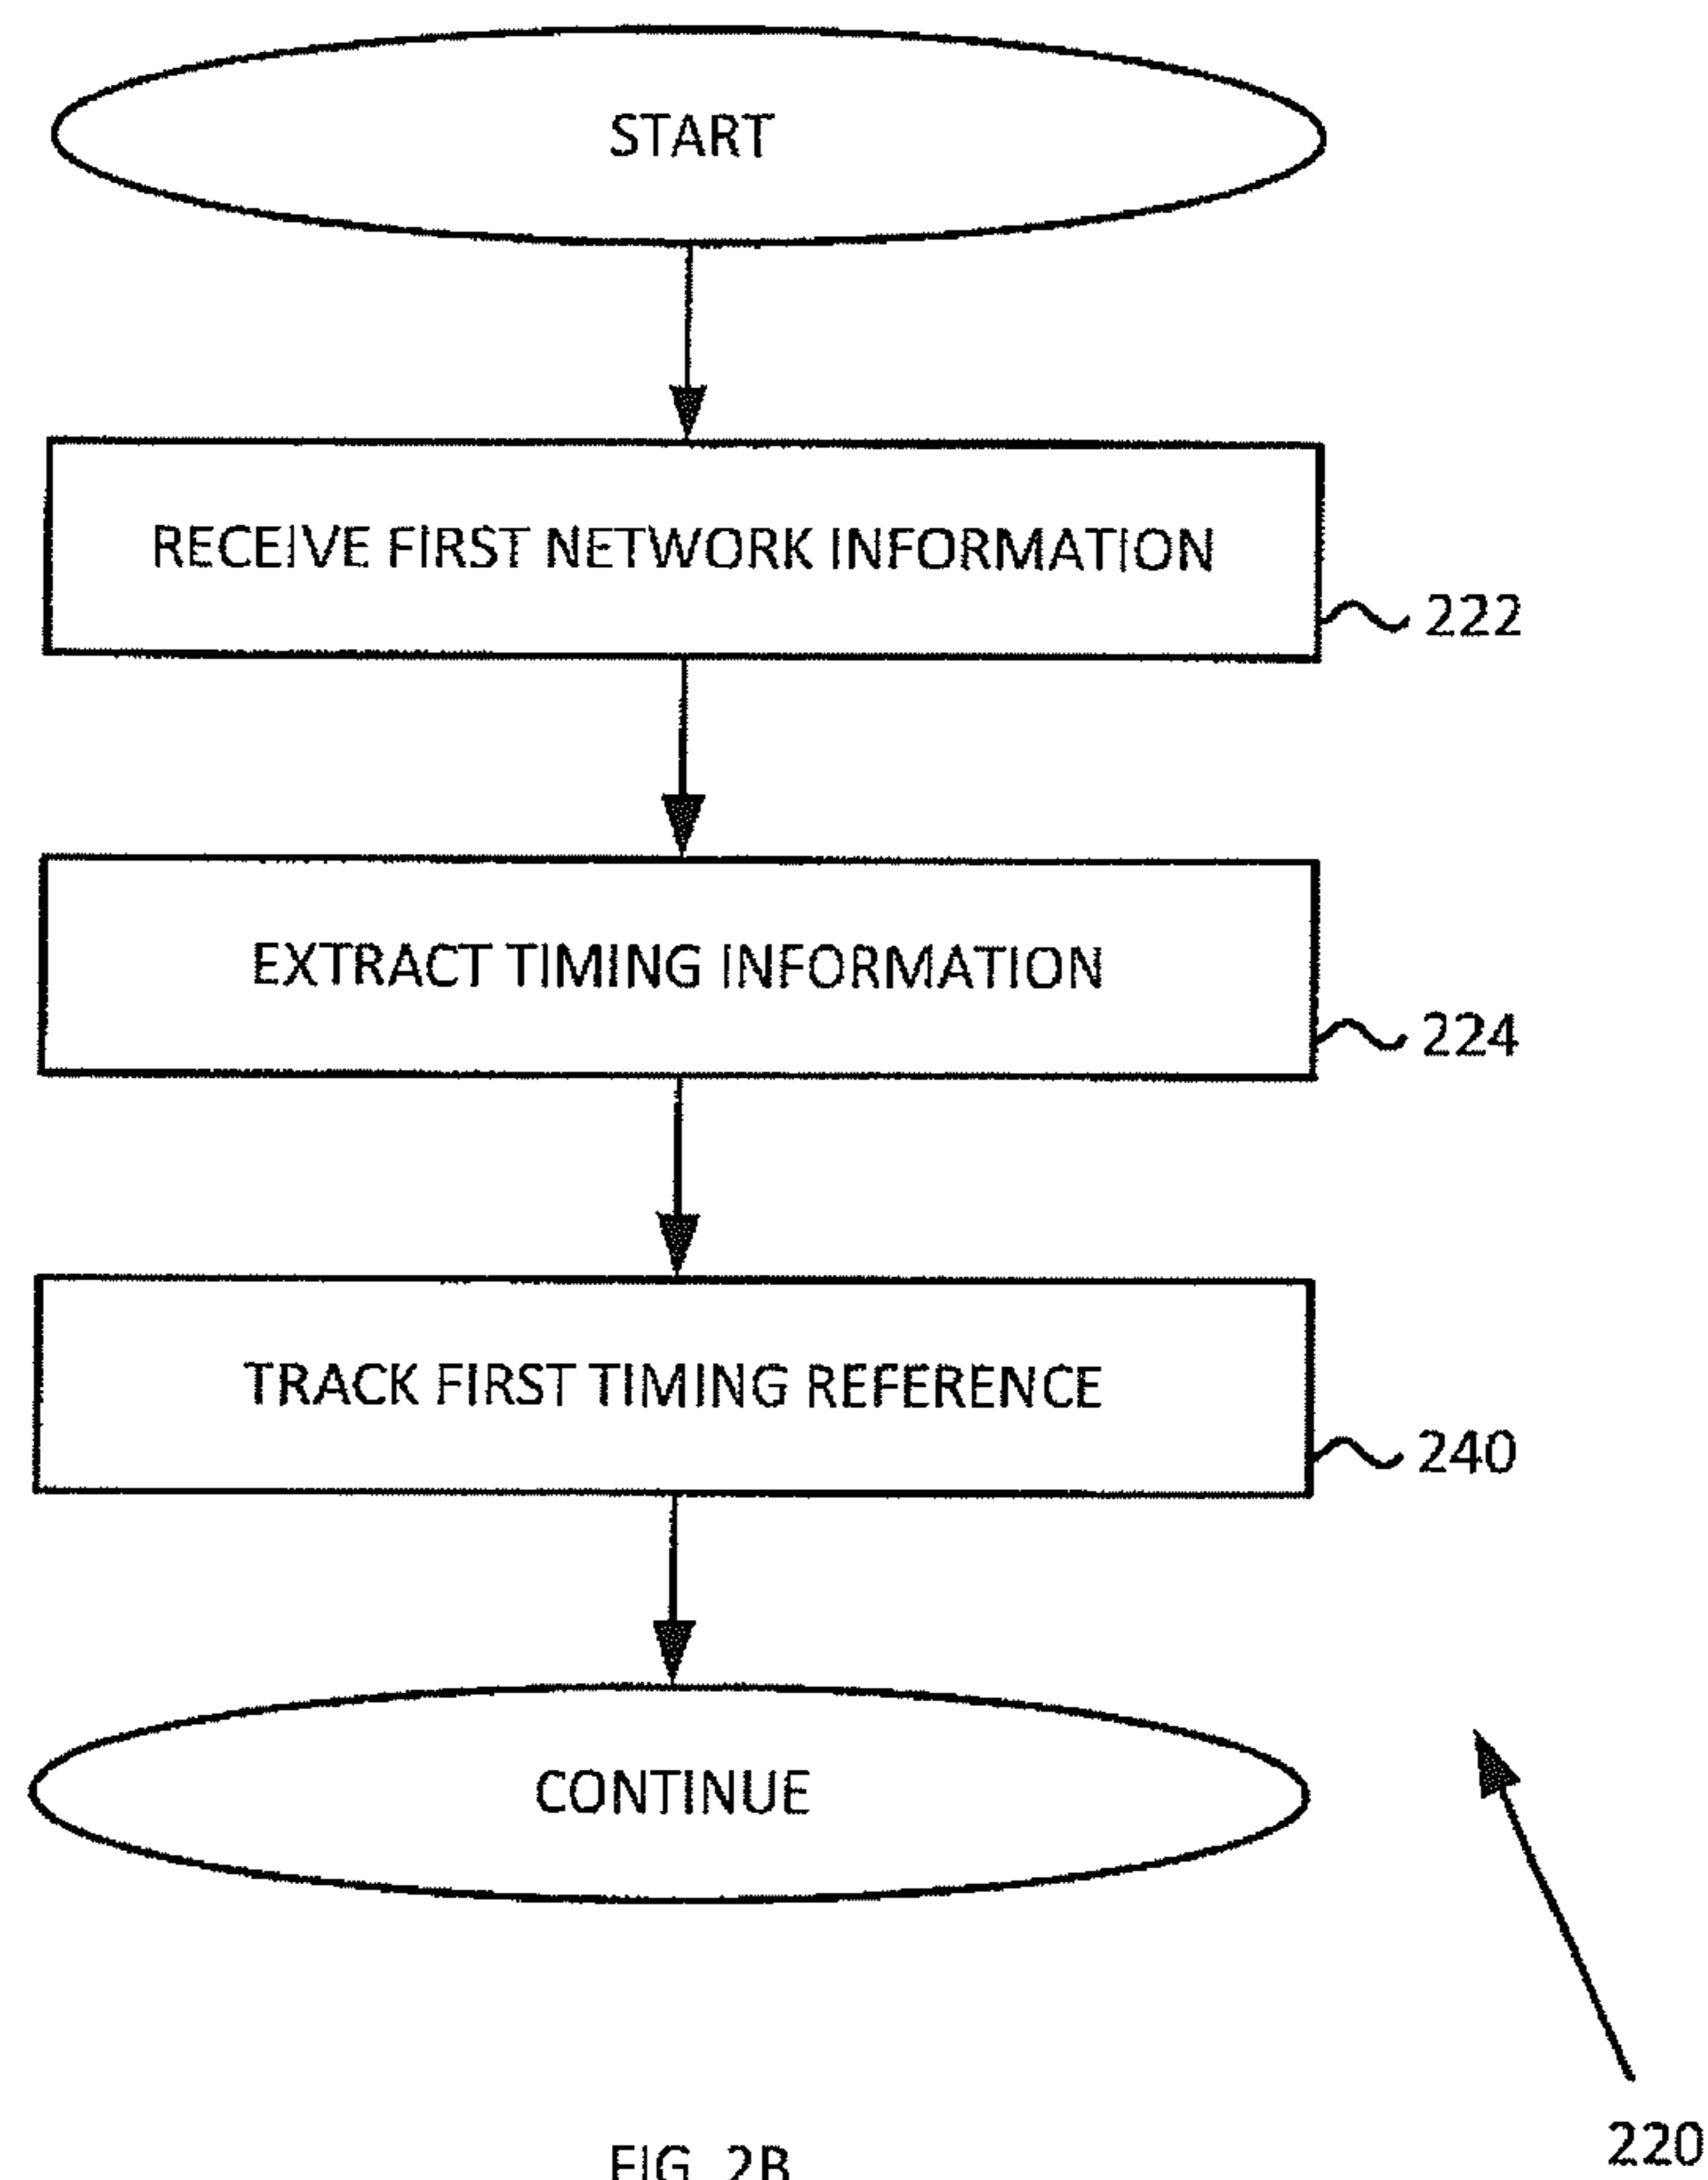 START
RECEIVE FIRST NETWORK INFORMATION
222
EXTRACT TIMING INFORMATION
224
TRACK FIRST TIMING REFERENCE
240
CONTINUE
220
FIG. 2B